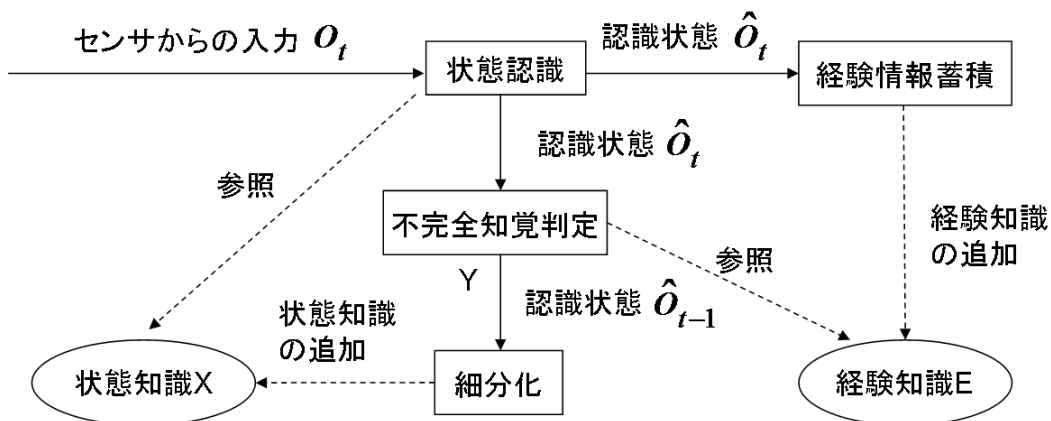 センサからの入力 O_t
認識状態 Ô_t
状態認識
経験情報蓄積
認識状態 Ô_t
参照
不完全知覚判定
経験知識
の追加
参照
Y
認識状態 Ô_{t-1}
状態知識
の追加
状態知識X
細分化
経験知識E